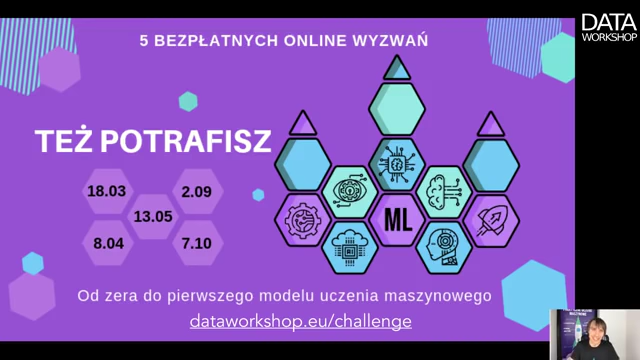 5 BEZPŁATNYCH ONLINE WYZWAŃ
DATA
WORKSHOP
TEŻ POTRAFISZ
18.03
2.09
13.05
8.04
7.10
ML
Od zera do pierwszego modelu uczenia maszynowego
dataworkshop.eu/challenge